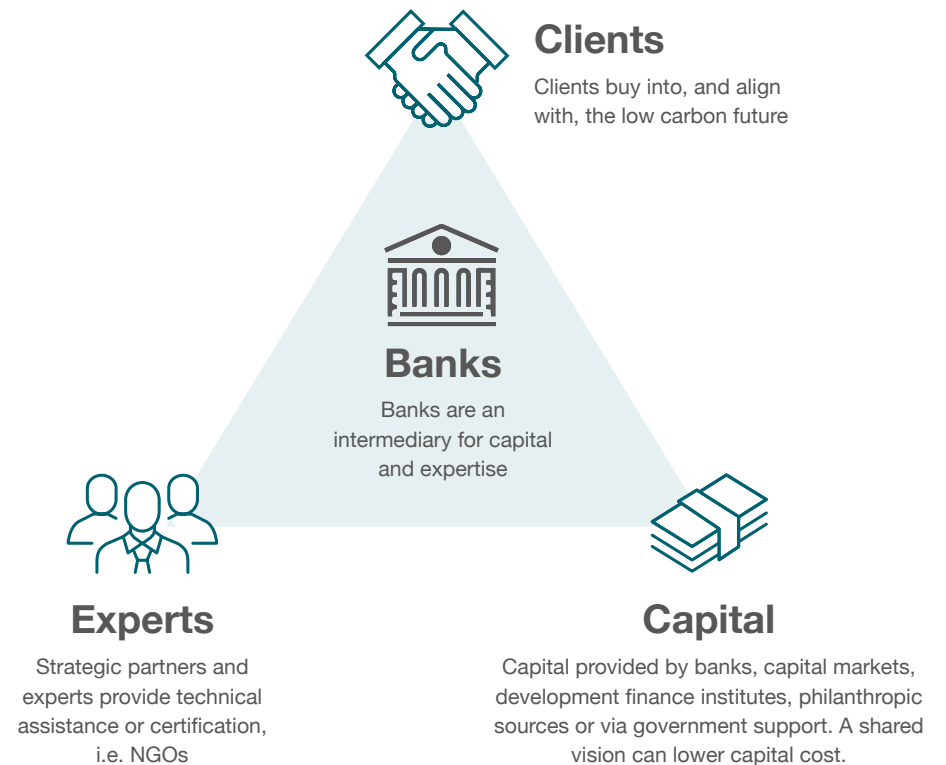 Clients
Clients buy into, and align
with, the low carbon future
Banks
Banks are an
intermediary for capital
and expertise
Experts
Strategic partners and
experts provide technical
assistance or certification,
i.e. NGOs
Capital
Capital provided by banks, capital markets,
development finance institutes, philanthropic
sources or via government support. A shared
vision can lower capital cost.